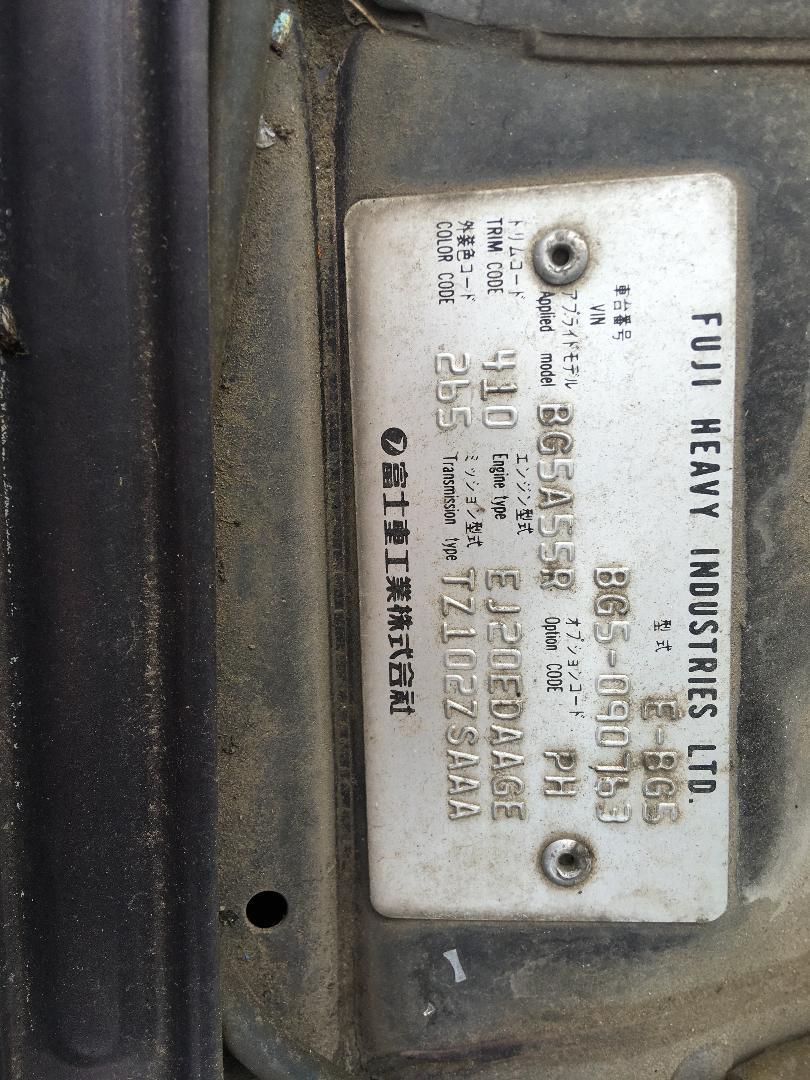 FUJI HEAVY INDUSTRIES LTD.
型式 E-BG5
車台番号
VIN BG5-090763
アプライドモデル
Applied model BG5A55R
オプションコード
Option CODE PH
トリムコード
TRIM CODE 410
エンジン型式
Engine type EJ20EDAAGE
外装色コード
COLOR CODE 265
ミッション型式
Transmission type TZ102ZSAAA
富士重工業株式会社